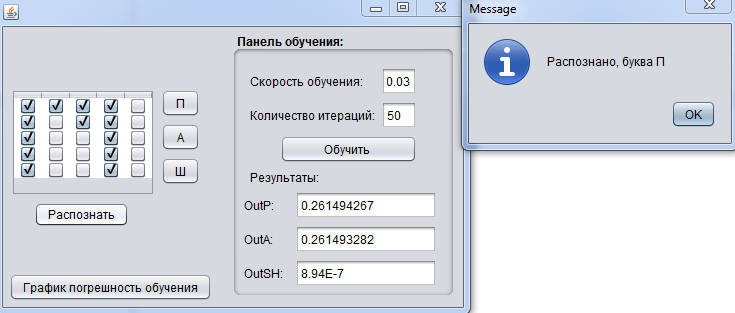 Панель обучения:
Скорость обучения: 0.03
Количество итераций: 50
Обучить
Результаты:
OutP: 0.261494267
OutA: 0.261493282
OutSH: 8.94E-7
П
А
Ш
Распознать
График погрешность обучения
Message
Распознано, буква П
OK